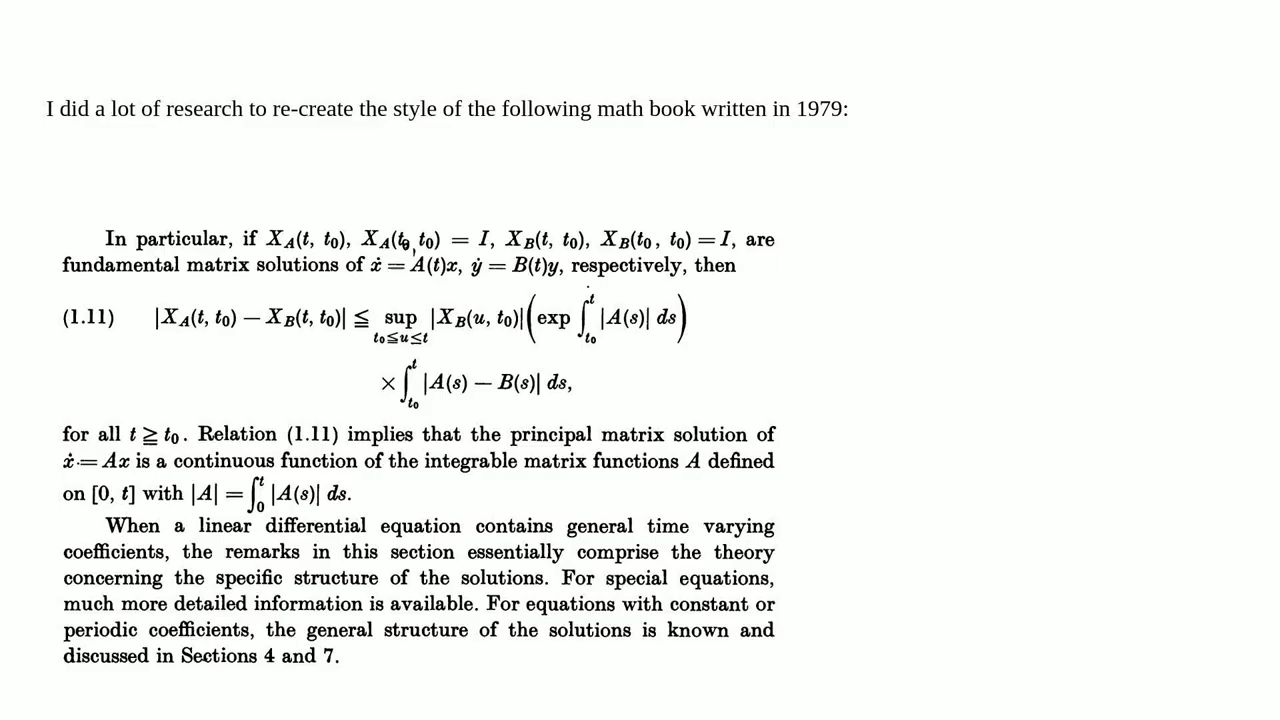 I did a lot of research to re-create the style of the following math book written in 1979:
In particular, if X_A(t, t_0), X_A(t_0, t_0) = I, X_B(t, t_0), X_B(t_0, t_0) = I, are
fundamental matrix solutions of ẋ = A(t)x, ẏ = B(t)y, respectively, then
(1.11) |X_A(t, t_0) − X_B(t, t_0)| ≦ sup_{t_0≦u≦t} |X_B(u, t_0)| (exp ∫_{t_0}^{t} |A(s)| ds)
× ∫_{t_0}^{t} |A(s) − B(s)| ds,
for all t ≧ t_0. Relation (1.11) implies that the principal matrix solution of
ẋ = Ax is a continuous function of the integrable matrix functions A defined
on [0, t] with |A| = ∫_0^t |A(s)| ds.
When a linear differential equation contains general time varying
coefficients, the remarks in this section essentially comprise the theory
concerning the specific structure of the solutions. For special equations,
much more detailed information is available. For equations with constant or
periodic coefficients, the general structure of the solutions is known and
discussed in Sections 4 and 7.